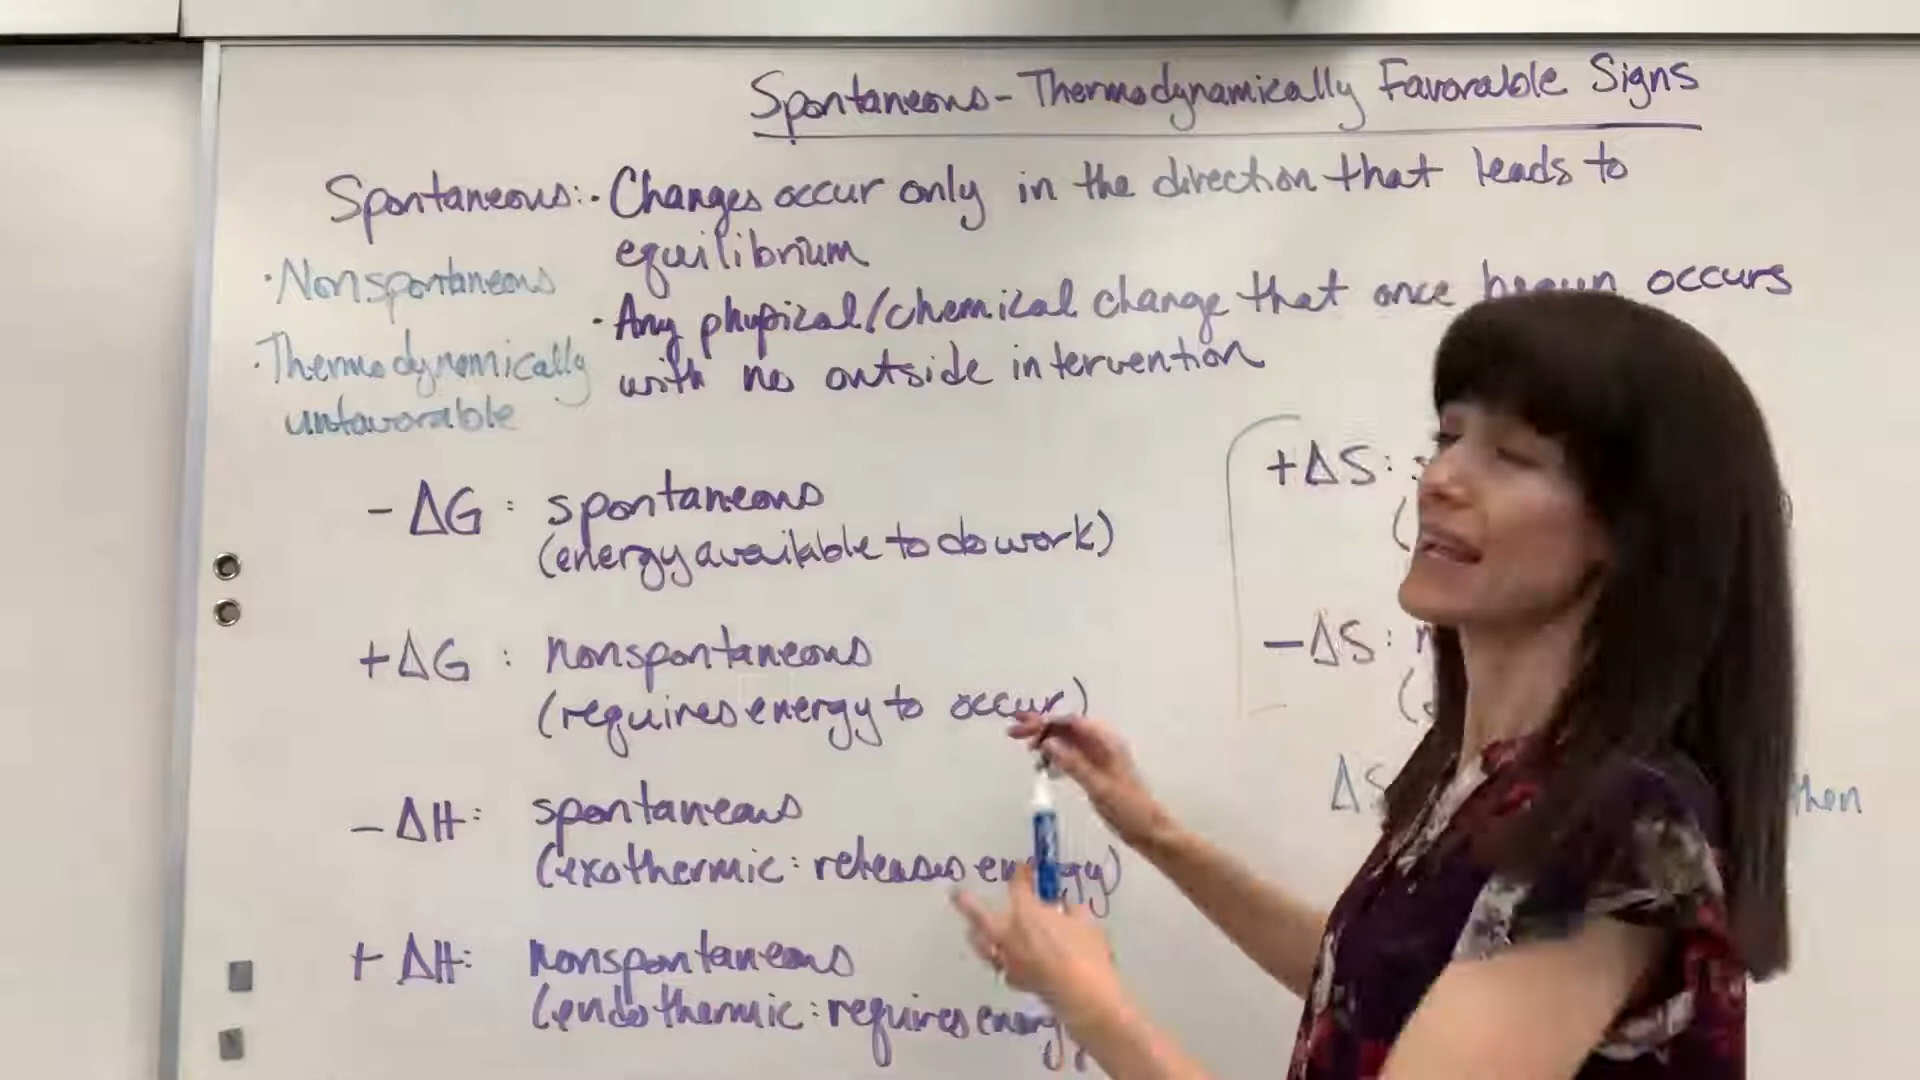 Spontaneous - Thermodynamically Favorable Signs
Spontaneous: · Changes occur only in the direction that leads to
equilibrium
· Nonspontaneous
· Any physical/chemical change that once begun occurs
with no outside intervention
· Thermodynamically
unfavorable
- ΔG : spontaneous
(energy available to do work)
+ ΔG : nonspontaneous
(requires energy to occur)
- ΔH: spontaneous
(exothermic: releases energy)
+ ΔH: nonspontaneous
(endothermic: requires energy
+ΔS:
-ΔS:
ΔS
then